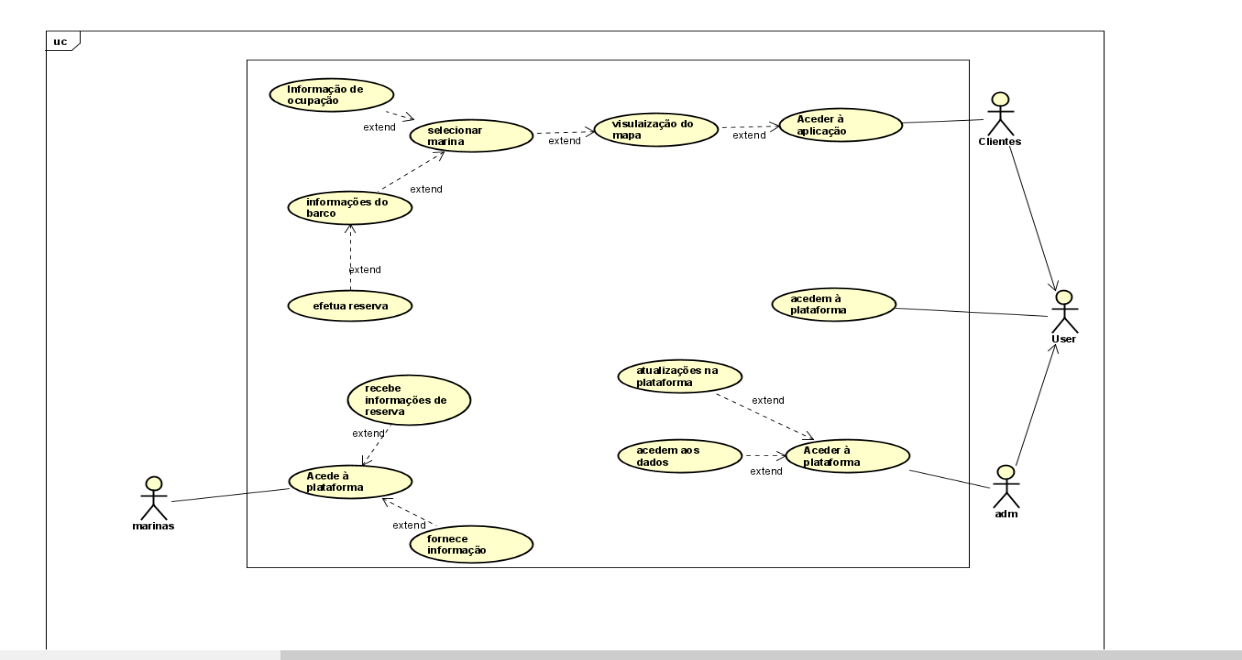 uc
Informação de
ocupação
extend
selecionar
marina
extend
visulaização do
mapa
extend
Aceder à
aplicação
Clientes
extend
informações do
barco
extend
efetua reserva
acedem à
plataforma
User
atualizações na
plataforma
extend
recebe
informações de
reserva
extend
acedem aos
dados
extend
Aceder à
plataforma
Acede à
plataforma
marinas
adm
extend
fornece
informação